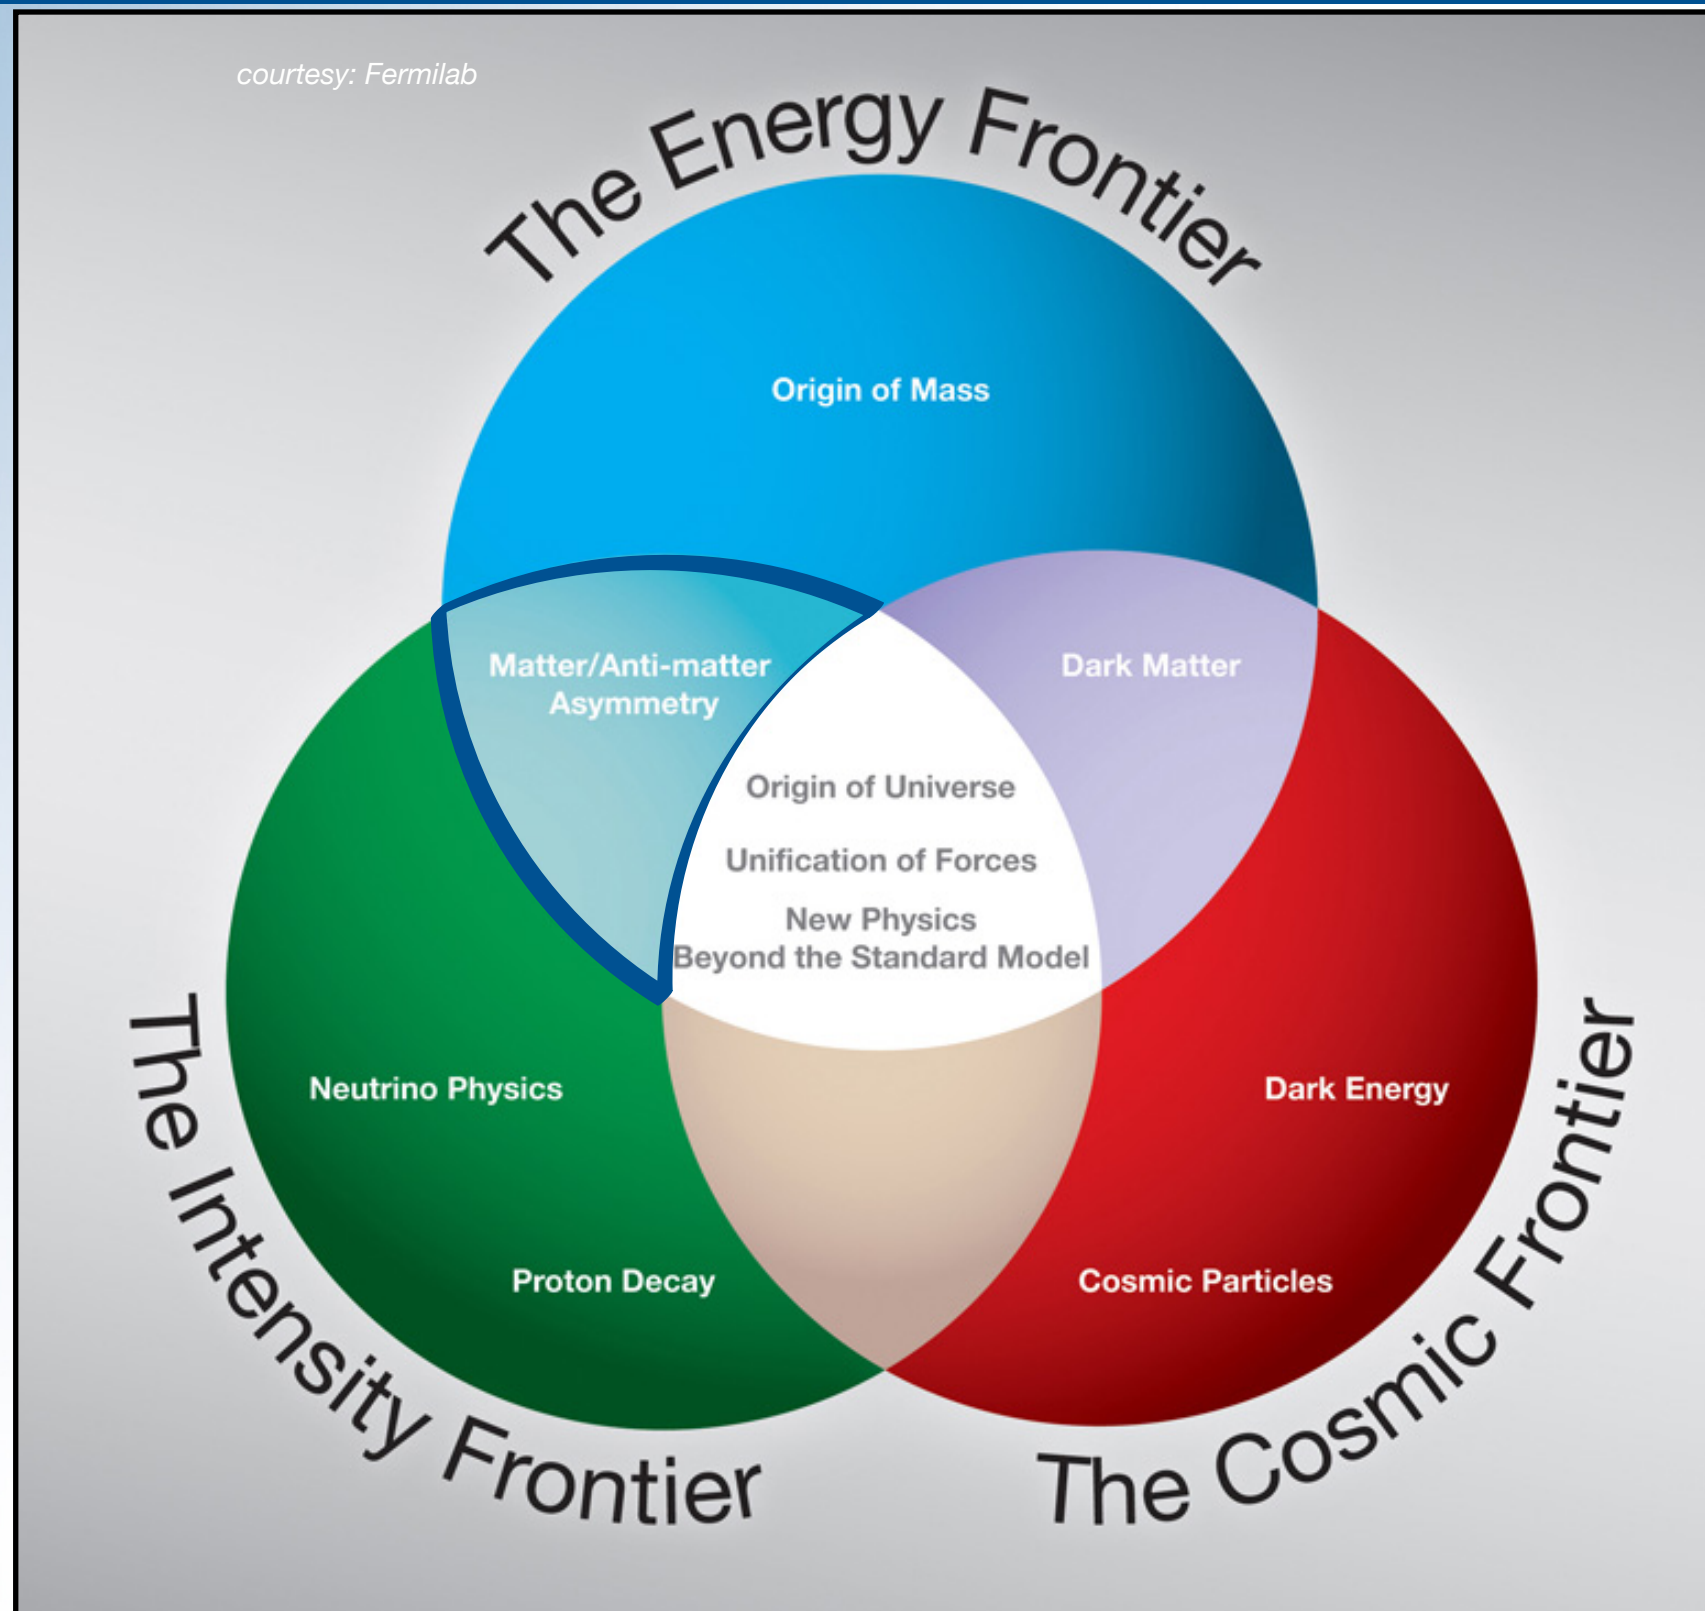 courtesy: Fermilab
The Energy Frontier
Origin of Mass
Matter/Anti-matter
Asymmetry
Dark Matter
Origin of Universe
Unification of Forces
New Physics
Beyond the Standard Model
Neutrino Physics
Dark Energy
Proton Decay
Cosmic Particles
The Intensity Frontier
The Cosmic Frontier